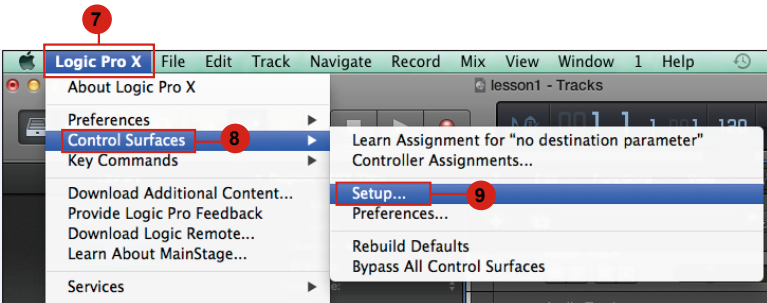 7
Logic Pro X File Edit Track Navigate Record Mix View Window 1 Help
lesson1 - Tracks
About Logic Pro X
Preferences
Control Surfaces
8
Key Commands
Download Additional Content...
Provide Logic Pro Feedback
Download Logic Remote...
Learn About MainStage...
Services
Learn Assignment for “no destination parameter”
Controller Assignments...
Setup...
9
Preferences...
Rebuild Defaults
Bypass All Control Surfaces